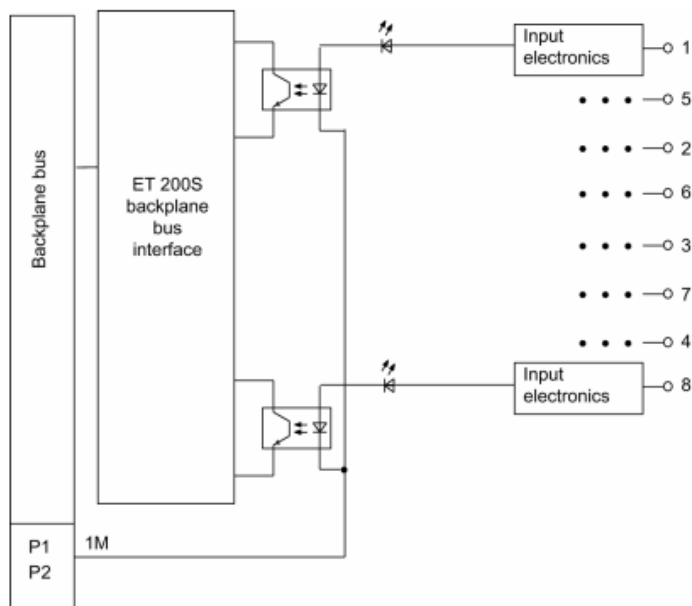 Backplane bus
ET 200S
backplane
bus
interface
Input
electronics
1
5
2
6
3
7
4
Input
electronics
8
P1
P2
1M